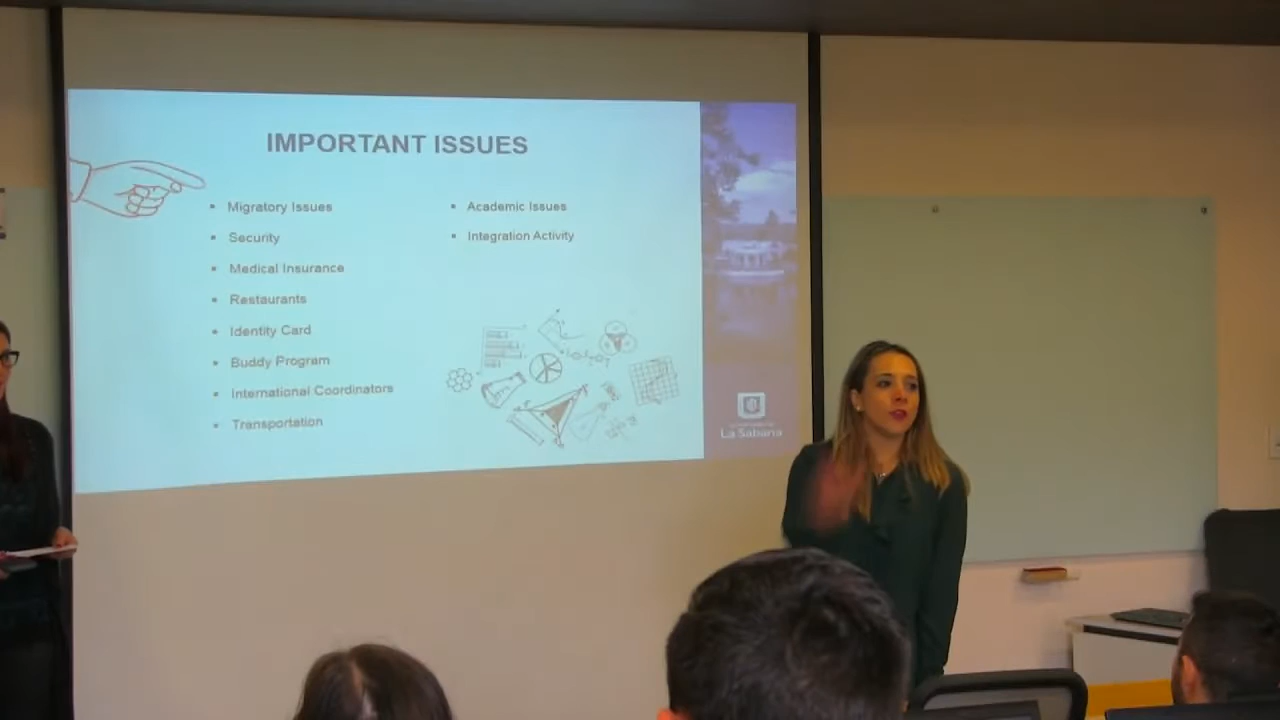 IMPORTANT ISSUES
▪ Migratory Issues
▪ Security
▪ Medical Insurance
▪ Restaurants
▪ Identity Card
▪ Buddy Program
▪ International Coordinators
▪ Transportation
▪ Academic Issues
▪ Integration Activity
La Sabana